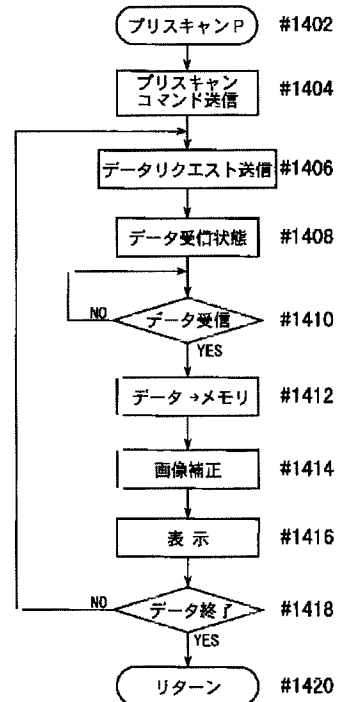 プリスキャンP #1402
プリスキャン
コマンド送信 #1404
データリクエスト送信 #1406
データ受信状態 #1408
データ受信 #1410
NO
YES
データ→メモリ #1412
画像補正 #1414
表示 #1416
データ終了 #1418
NO
YES
リターン #1420